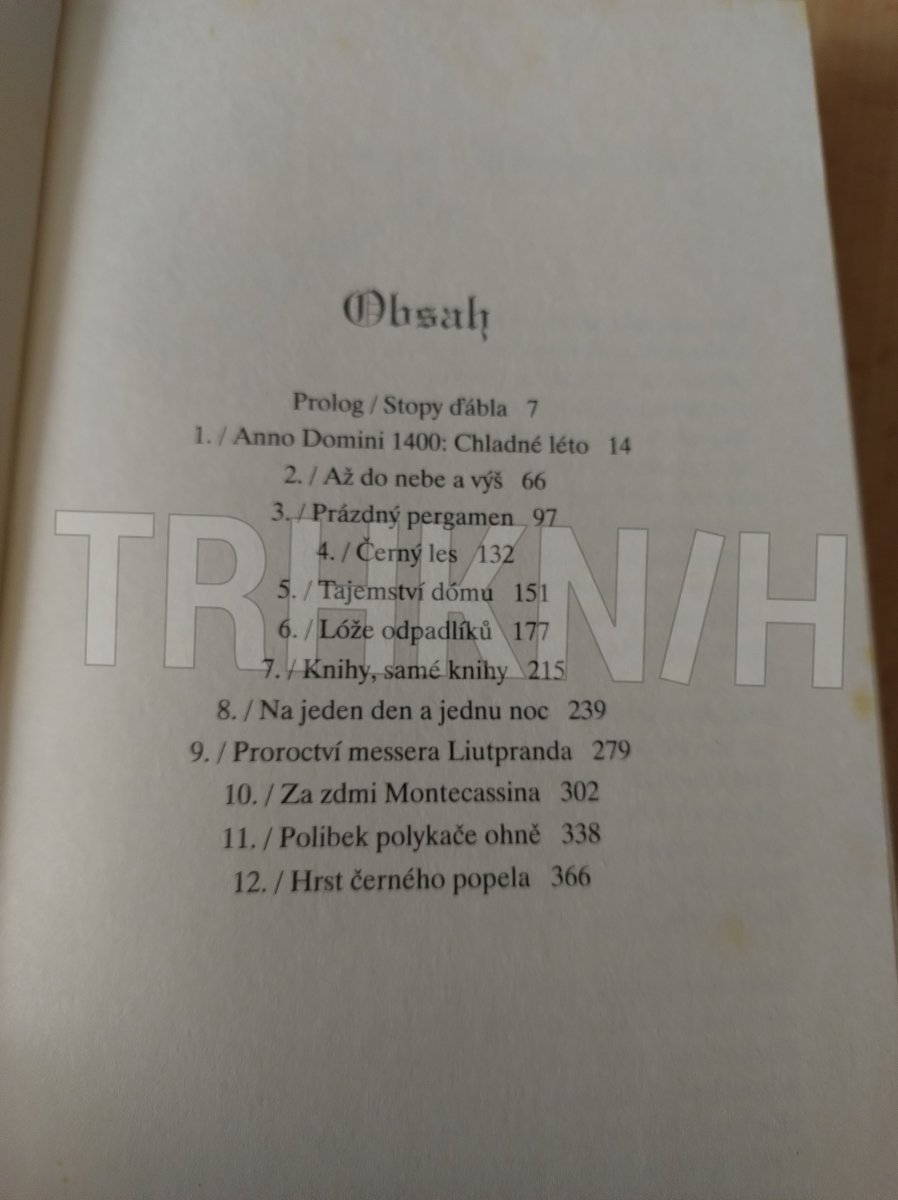 Obsah
Prolog / Stopy ďábla 7
1. / Anno Domini 1400: Chladné léto 14
2. / Až do nebe a výš 66
3. / Prázdný pergamen 97
4. / Černý les 132
5. / Tajemství dómu 151
6. / Lóže odpadlíků 177
7. / Knihy, samé knihy 215
8. / Na jeden den a jednu noc 239
9. / Proroctví messera Liutpranda 279
10. / Za zdmi Montecassina 302
11. / Polibek polykače ohně 338
12. / Hrst černého popela 366
TRHKN/H